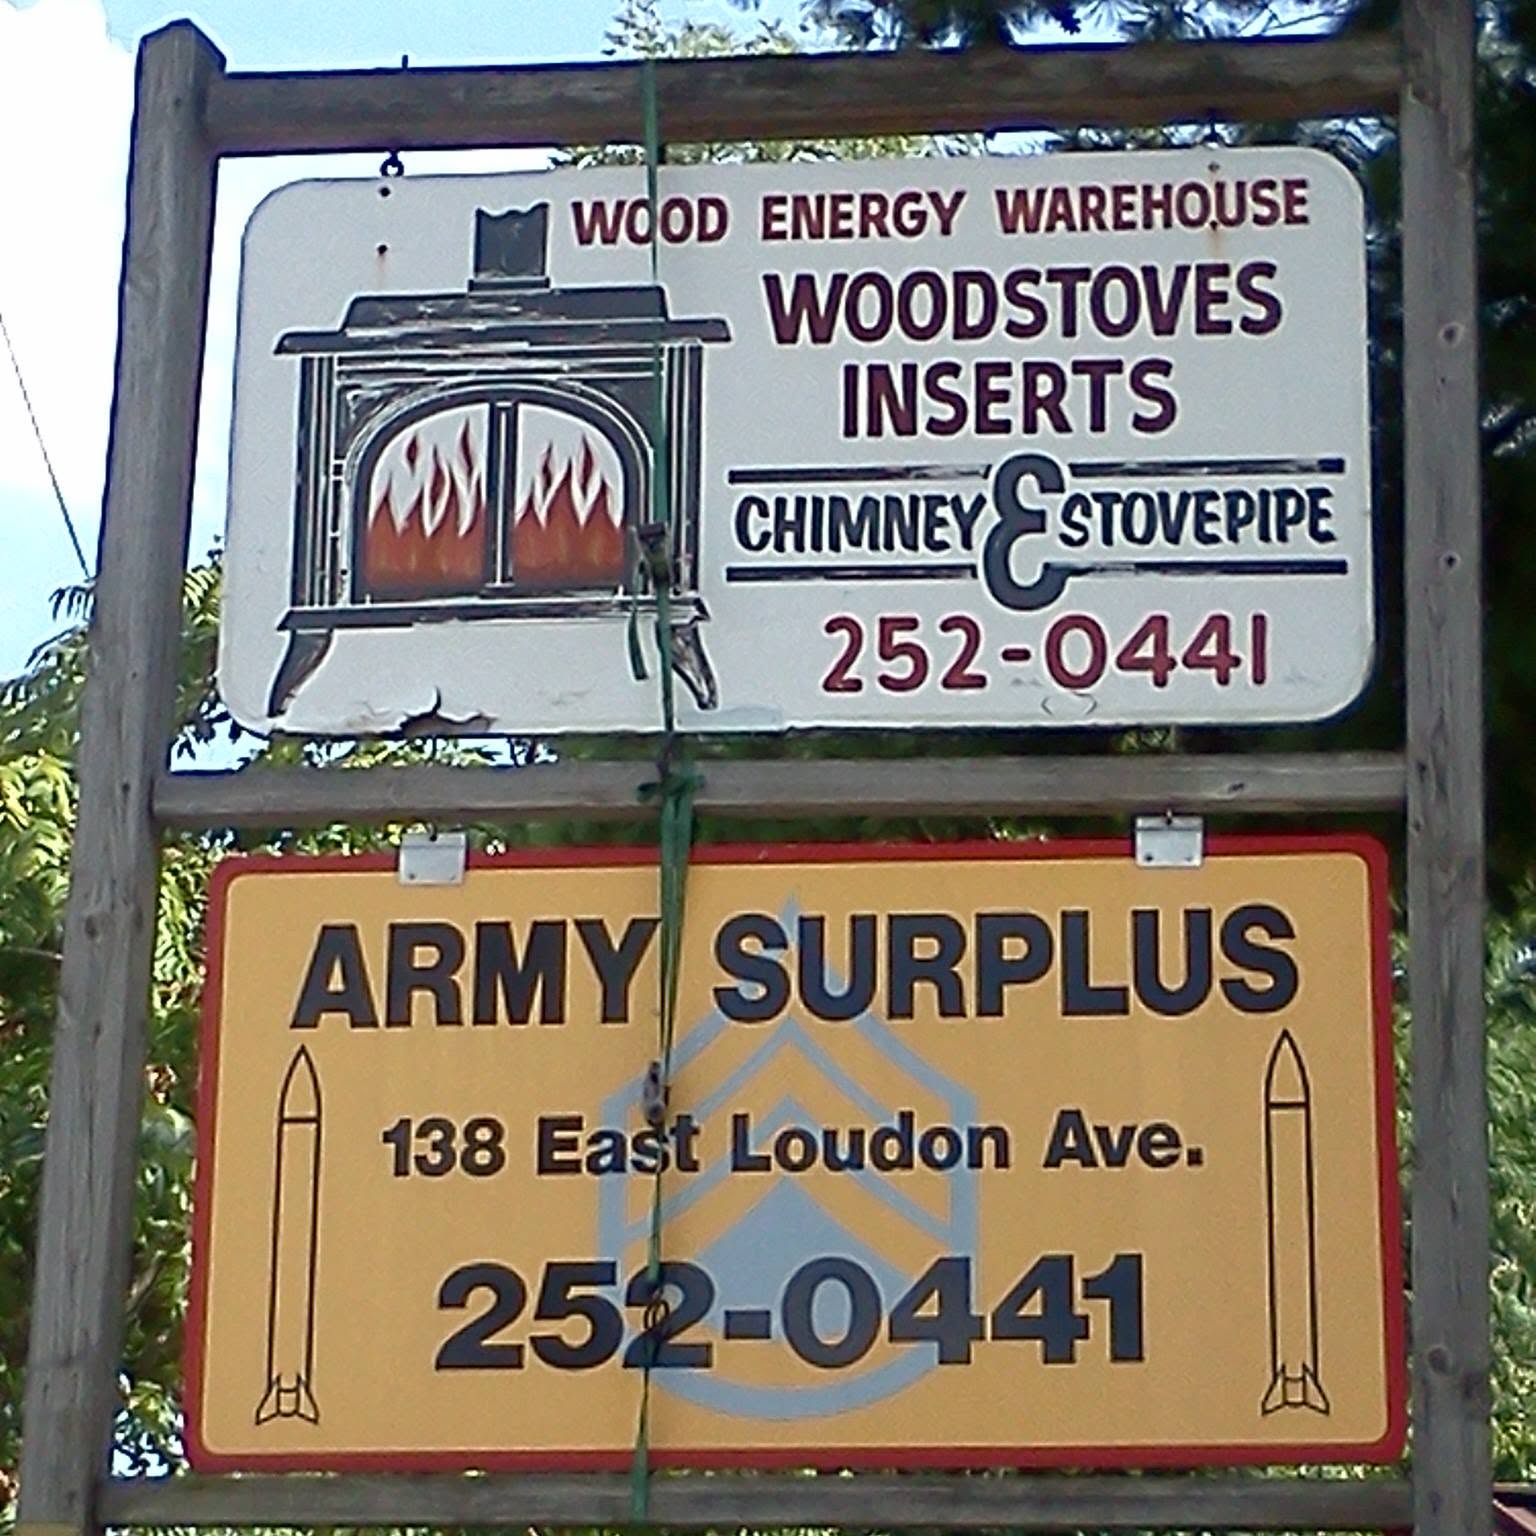 WOOD ENERGY WAREHOUSE
WOODSTOVES
INSERTS
CHIMNEY & STOVEPIPE
252-0441
ARMY SURPLUS
138 East Loudon Ave.
252-0441